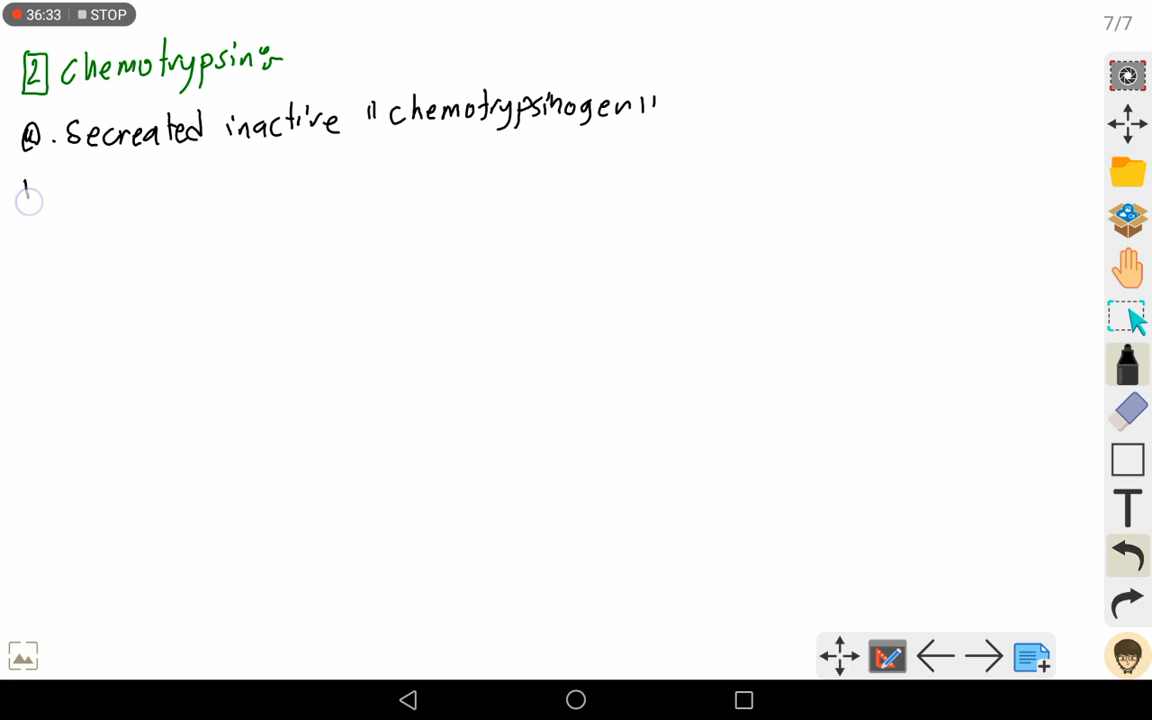 36:33 STOP
7/7
2 Chemotrypsin:-
a. Secreated inactive "chemotrypsinogen"
T